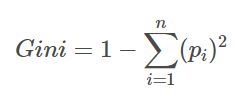 Gini = 1 − ∑_{i=1}^{n} (p_i)^2